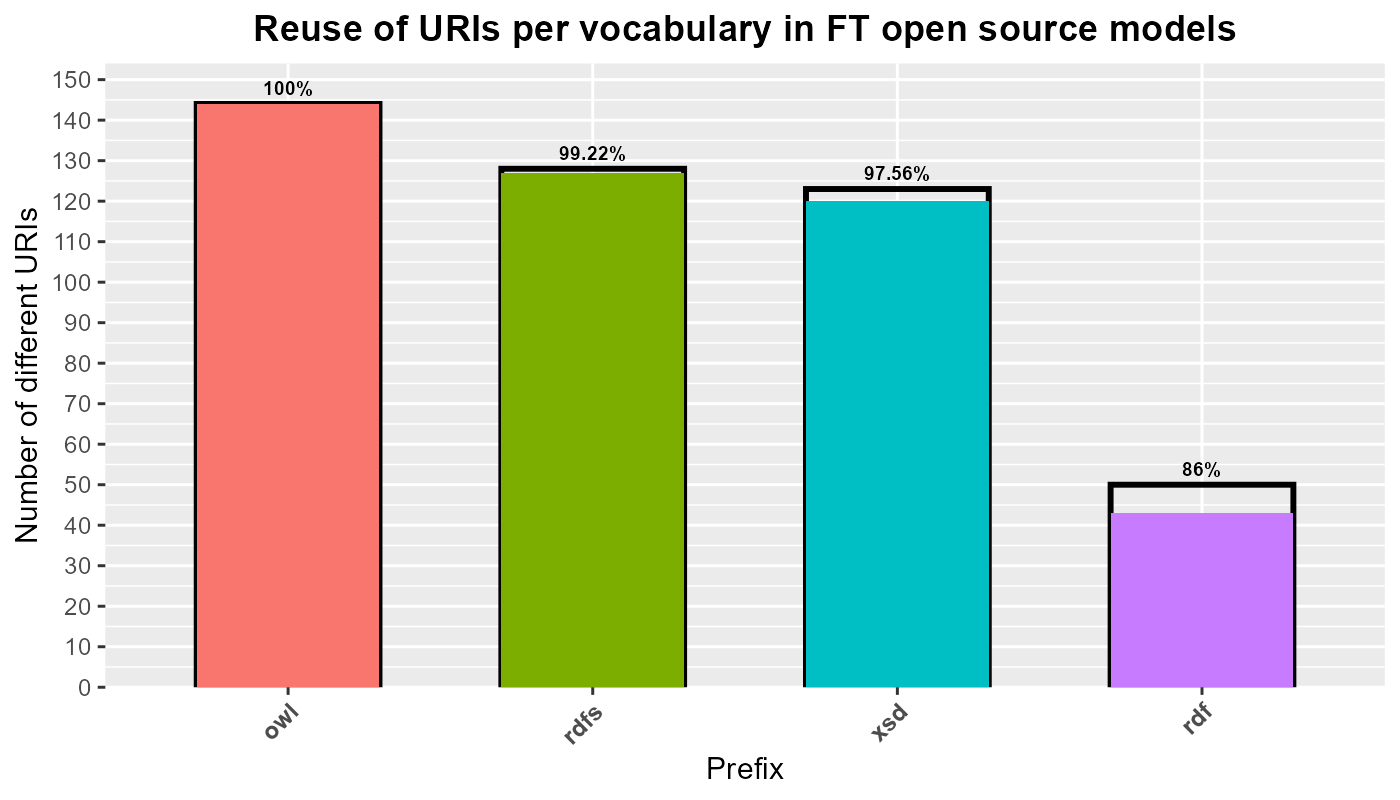 Reuse of URIs per vocabulary in FT open source models
Number of different URIs
150
140
130
120
110
100
90
80
70
60
50
40
30
20
10
0
100%
99.22%
97.56%
86%
owl
rdfs
xsd
rdf
Prefix